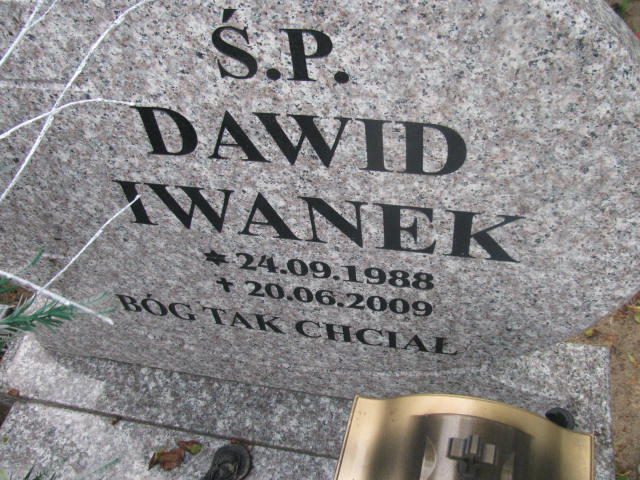 Ś.P.
DAWID
IWANEK
* 24.09.1988
✝ 20.06.2009
BÓG TAK CHCIAŁ